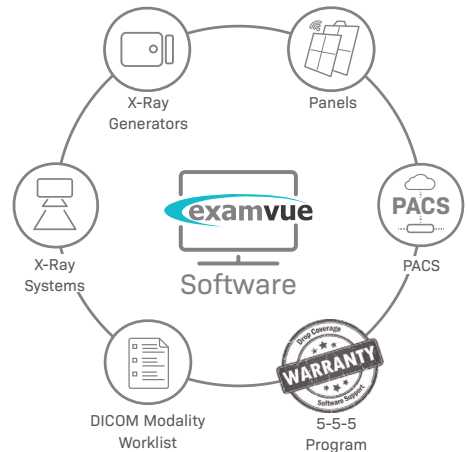 X-Ray
Generators
Panels
examvue
Software
X-Ray
Systems
PACS
PACS
DICOM Modality
Worklist
Drop Coverage
WARRANTY
Software Support
5-5-5
Program